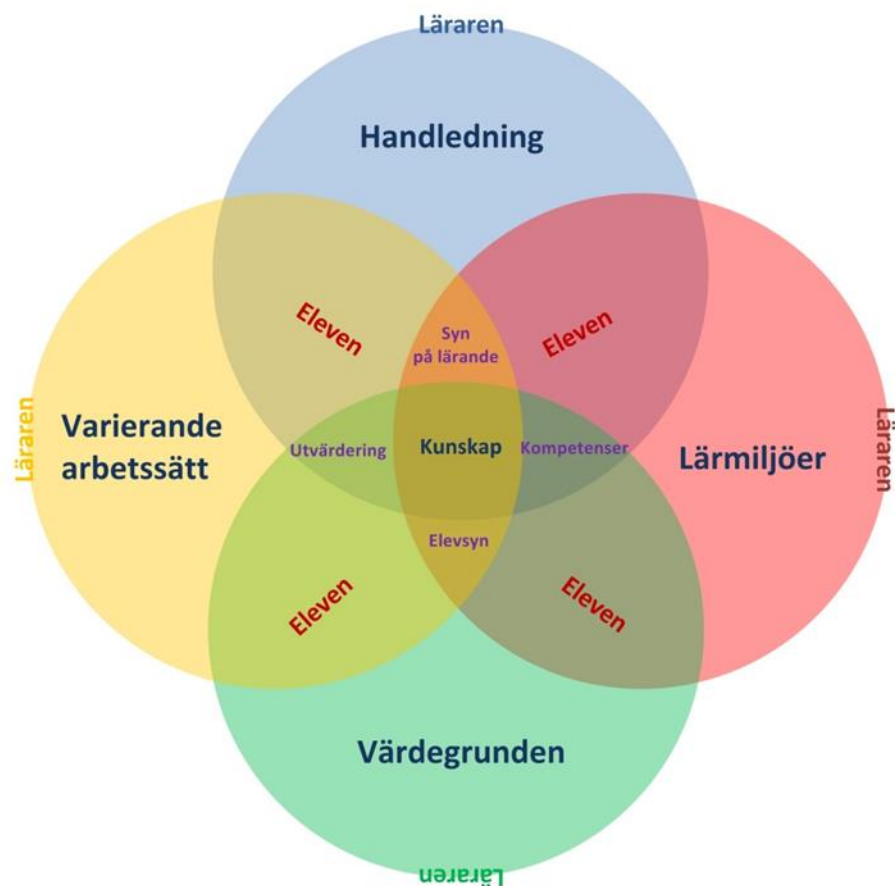 Läraren
Handledning
Eleven
Eleven
Syn
på lärande
Läraren
Varierande
arbetssätt
Utvärdering
Kunskap
Kompetenser
Lärmiljöer
Läraren
Elevsyn
Eleven
Eleven
Värdegrunden
Läraren